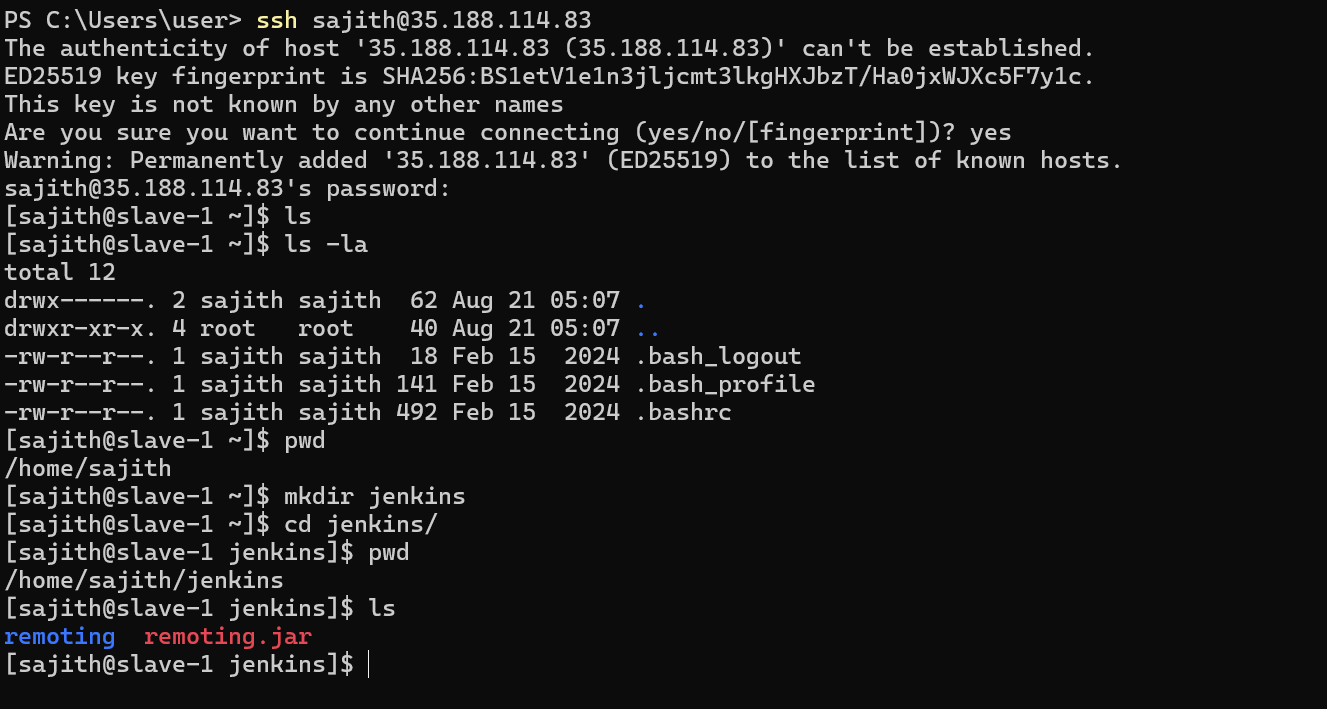 PS C:\Users\user> ssh sajith@35.188.114.83
The authenticity of host '35.188.114.83 (35.188.114.83)' can't be established.
ED25519 key fingerprint is SHA256:BS1etV1e1n3jljcmt3lkgHXJbzT/Ha0jxWJXc5F7y1c.
This key is not known by any other names
Are you sure you want to continue connecting (yes/no/[fingerprint])? yes
Warning: Permanently added '35.188.114.83' (ED25519) to the list of known hosts.
sajith@35.188.114.83's password:
[sajith@slave-1 ~]$ ls
[sajith@slave-1 ~]$ ls -la
total 12
drwx------. 2 sajith sajith  62 Aug 21 05:07 .
drwxr-xr-x. 4 root   root    40 Aug 21 05:07 ..
-rw-r--r--. 1 sajith sajith  18 Feb 15  2024 .bash_logout
-rw-r--r--. 1 sajith sajith 141 Feb 15  2024 .bash_profile
-rw-r--r--. 1 sajith sajith 492 Feb 15  2024 .bashrc
[sajith@slave-1 ~]$ pwd
/home/sajith
[sajith@slave-1 ~]$ mkdir jenkins
[sajith@slave-1 ~]$ cd jenkins/
[sajith@slave-1 jenkins]$ pwd
/home/sajith/jenkins
[sajith@slave-1 jenkins]$ ls
remoting  remoting.jar
[sajith@slave-1 jenkins]$